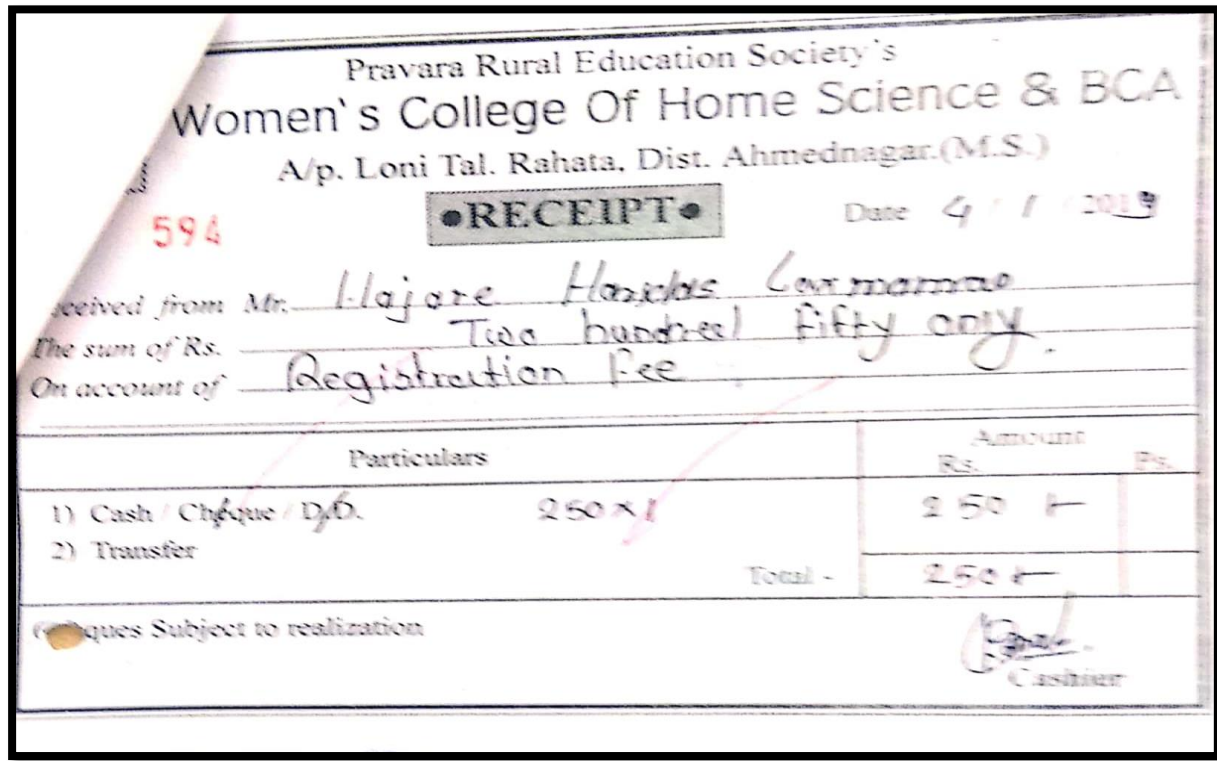 Pravara Rural Education Society's
Women's College Of Home Science & BCA
A/p. Loni Tal. Rahata, Dist. Ahmednagar.(M.S.)
594 •RECEIPT• Date 4 / 1 / 2019
eceived from Mr. Hajare Haridas
The sum of Rs. Two hundred Fifty only.
On account of Registration Fee
Particulars Amount
Rs. Ps.
1) Cash / Cheque / D/D. 250 × 1 250
2) Transfer
Total - 250
ques Subject to realization
Cashier